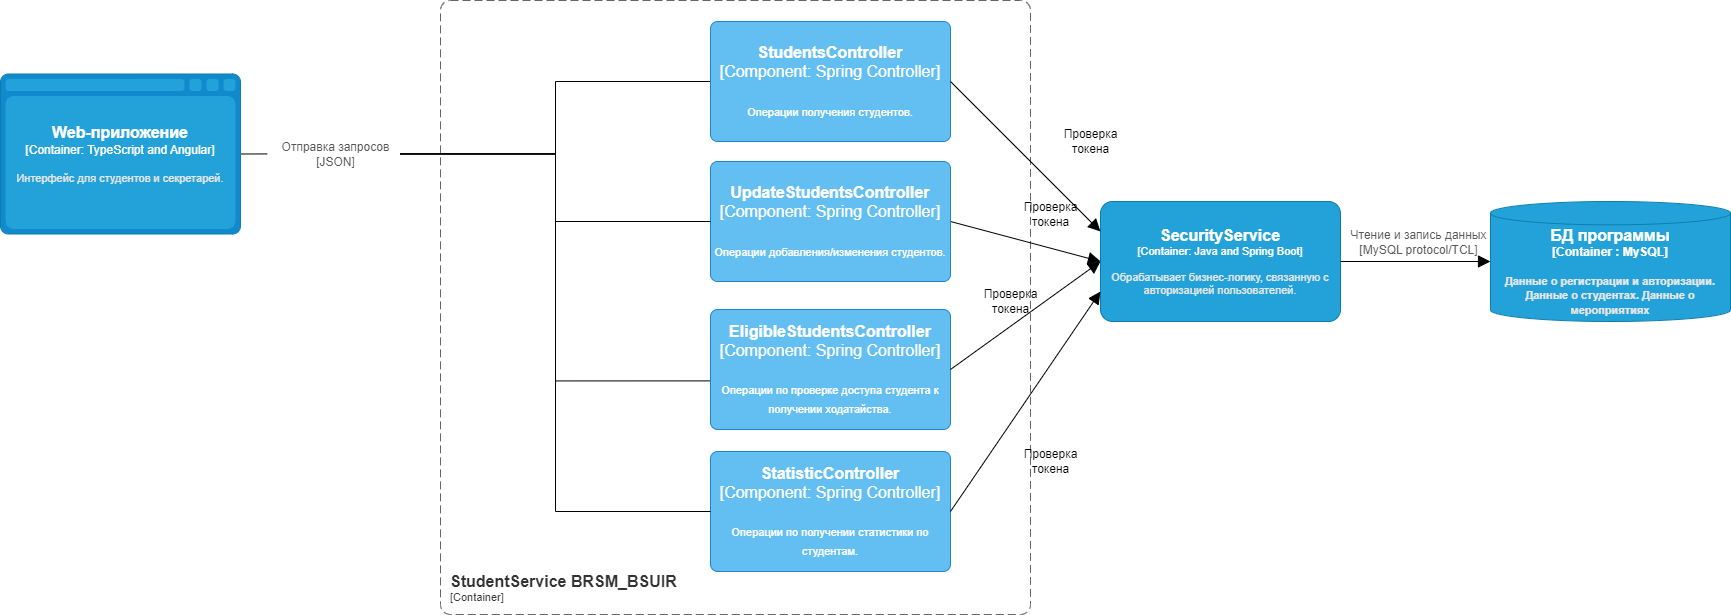 Web-приложение
[Container: TypeScript and Angular]
Интерфейс для студентов и секретарей.
Отправка запросов
[JSON]
StudentsController
[Component: Spring Controller]
Операции получения студентов.
UpdateStudentsController
[Component: Spring Controller]
Операции добавления/изменения студентов.
EligibleStudentsController
[Component: Spring Controller]
Операции по проверке доступа студента к
получении ходатайства.
StatisticController
[Component: Spring Controller]
Операции по получении статистики по
студентам.
StudentService BRSM_BSUIR
[Container]
Проверка
токена
Проверка
токена
Проверка
токена
Проверка
токена
SecurityService
[Container: Java and Spring Boot]
Обрабатывает бизнес-логику, связанную с
авторизацией пользователей.
Чтение и запись данных
[MySQL protocol/TCL]
БД программы
[Container : MySQL]
Данные о регистрации и авторизации.
Данные о студентах. Данные о
мероприятиях